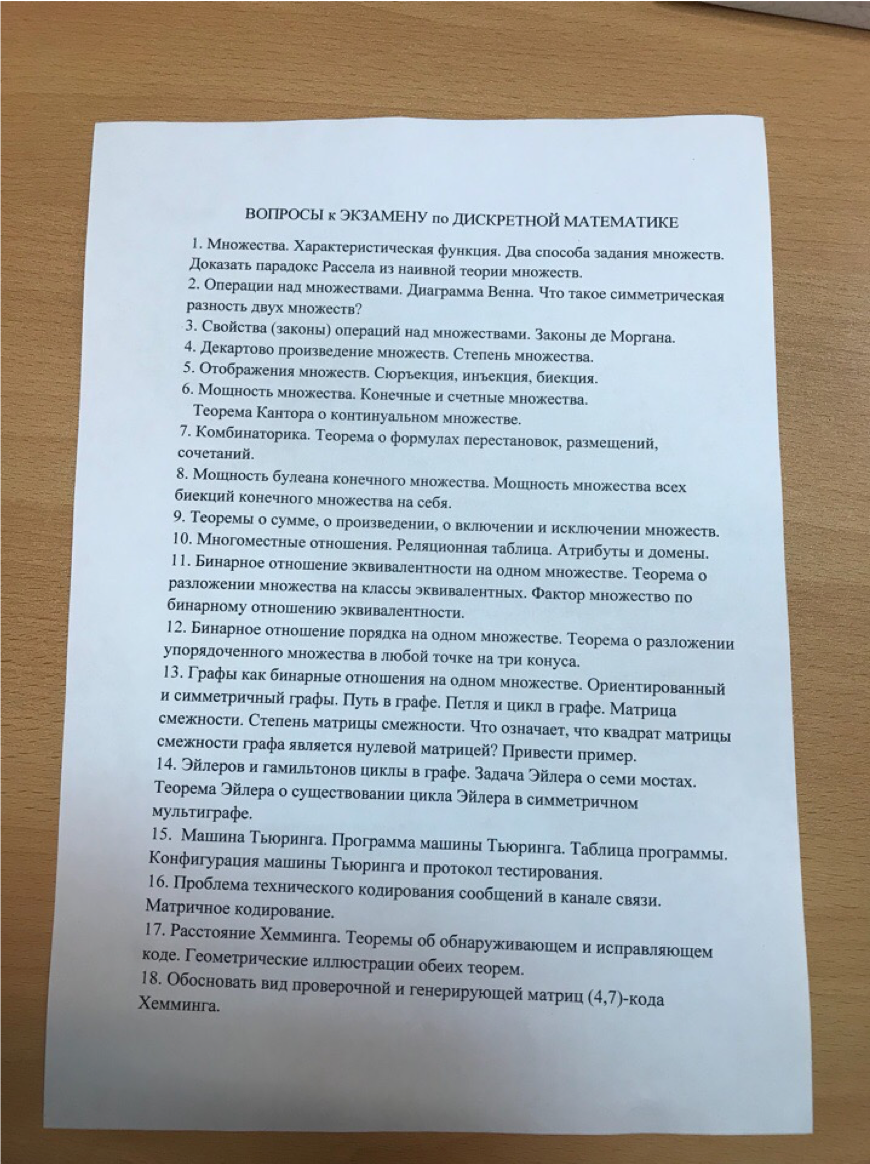 ВОПРОСЫ к ЭКЗАМЕНУ по ДИСКРЕТНОЙ МАТЕМАТИКЕ
1. Множества. Характеристическая функция. Два способа задания множеств.
Доказать парадокс Рассела из наивной теории множеств.
2. Операции над множествами. Диаграмма Венна. Что такое симметрическая
разность двух множеств?
3. Свойства (законы) операций над множествами. Законы де Моргана.
4. Декартово произведение множеств. Степень множества.
5. Отображения множеств. Сюръекция, инъекция, биекция.
6. Мощность множества. Конечные и счетные множества.
Теорема Кантора о континуальном множестве.
7. Комбинаторика. Теорема о формулах перестановок, размещений,
сочетаний.
8. Мощность булеана конечного множества. Мощность множества всех
биекций конечного множества на себя.
9. Теоремы о сумме, о произведении, о включении и исключении множеств.
10. Многоместные отношения. Реляционная таблица. Атрибуты и домены.
11. Бинарное отношение эквивалентности на одном множестве. Теорема о
разложении множества на классы эквивалентных. Фактор множество по
бинарному отношению эквивалентности.
12. Бинарное отношение порядка на одном множестве. Теорема о разложении
упорядоченного множества в любой точке на три конуса.
13. Графы как бинарные отношения на одном множестве. Ориентированный
и симметричный графы. Путь в графе. Петля и цикл в графе. Матрица
смежности. Степень матрицы смежности. Что означает, что квадрат матрицы
смежности графа является нулевой матрицей? Привести пример.
14. Эйлеров и гамильтонов циклы в графе. Задача Эйлера о семи мостах.
Теорема Эйлера о существовании цикла Эйлера в симметричном
мультиграфе.
15. Машина Тьюринга. Программа машины Тьюринга. Таблица программы.
Конфигурация машины Тьюринга и протокол тестирования.
16. Проблема технического кодирования сообщений в канале связи.
Матричное кодирование.
17. Расстояние Хемминга. Теоремы об обнаруживающем и исправляющем
коде. Геометрические иллюстрации обеих теорем.
18. Обосновать вид проверочной и генерирующей матриц (4,7)-кода
Хемминга.